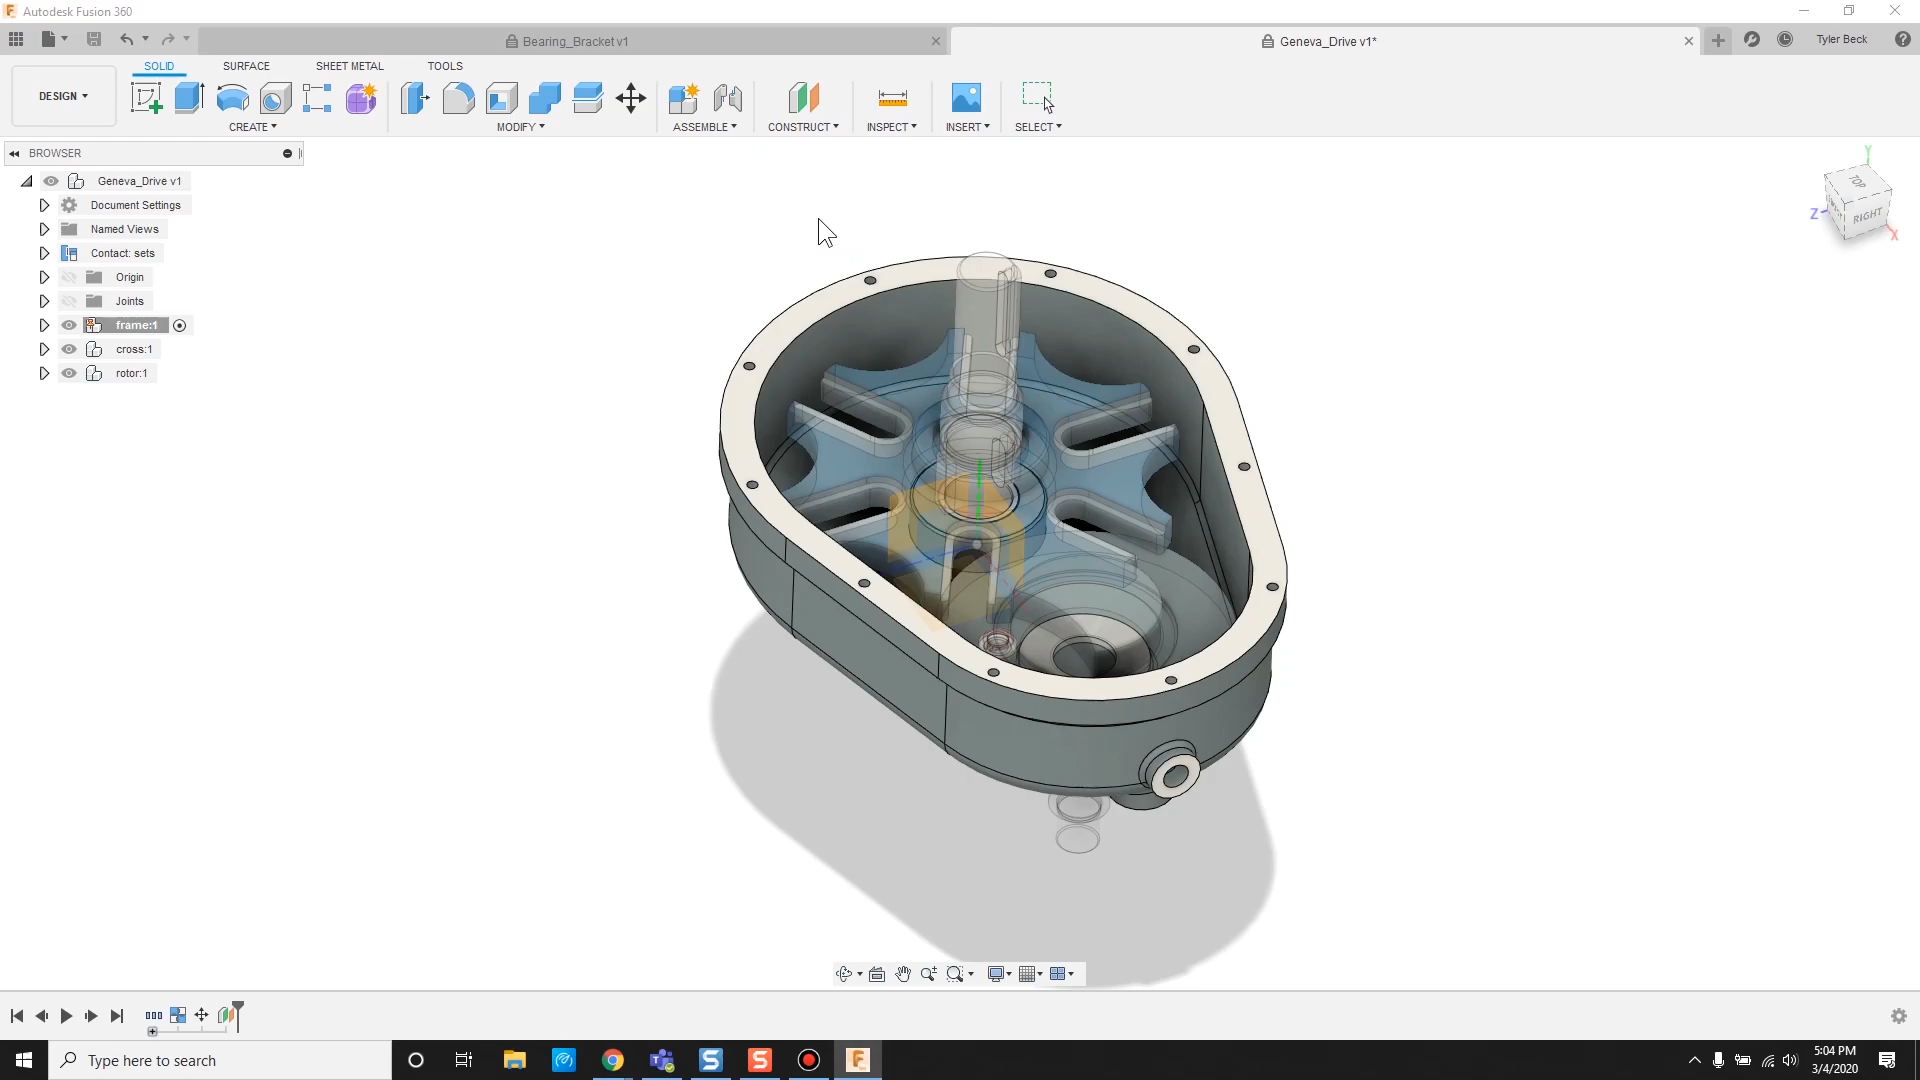 Autodesk Fusion 360
Bearing_Bracket v1
Geneva_Drive v1*
Tyler Beck
DESIGN
SOLID
SURFACE
SHEET METAL
TOOLS
CREATE
MODIFY
ASSEMBLE
CONSTRUCT
INSPECT
INSERT
SELECT
BROWSER
Geneva_Drive v1
Document Settings
Named Views
Contact: sets
Origin
Joints
frame:1
cross:1
rotor:1
Y
TOP
RIGHT
Z
X
Type here to search
5:04 PM
3/4/2020